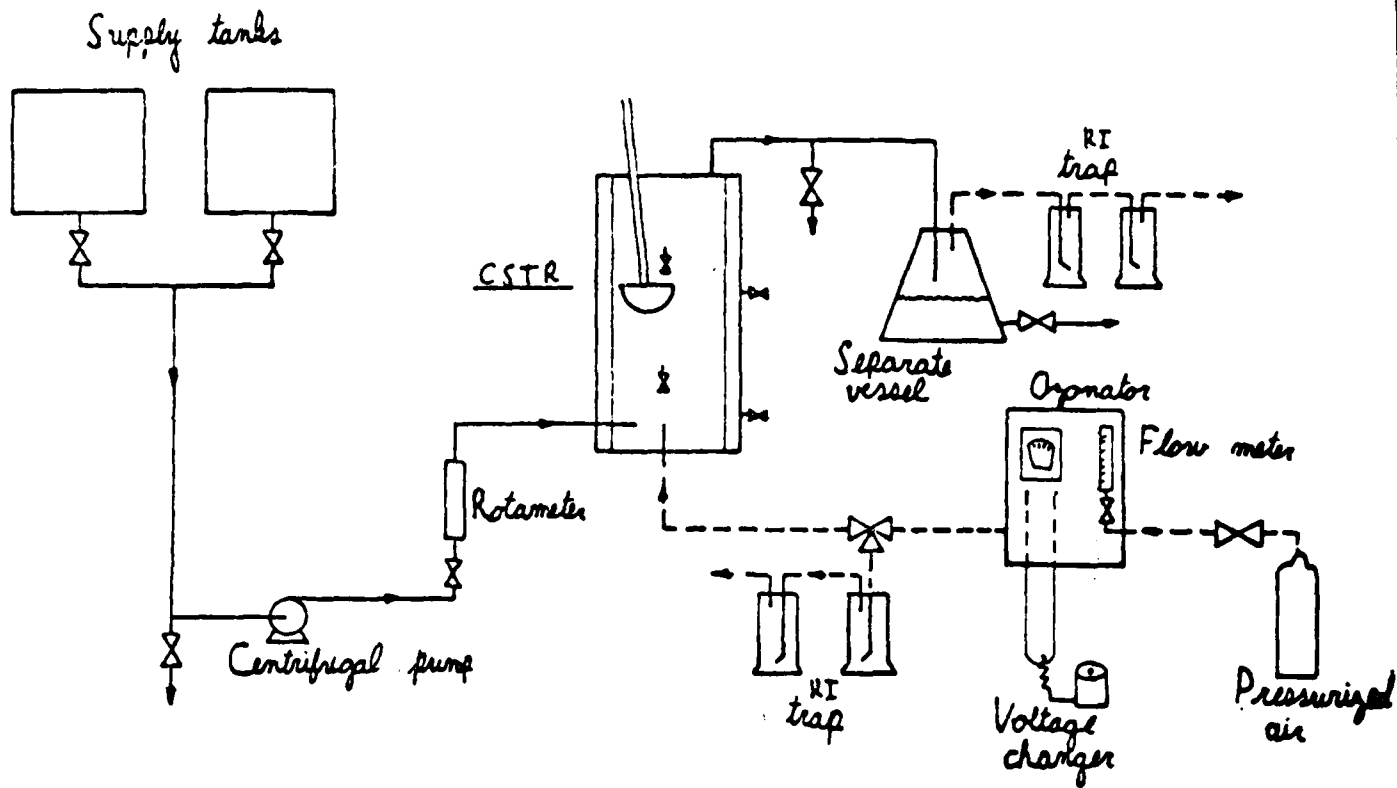 Supply tanks
KI
trap
CSTR
Separate
vessel
Ozonator
Flow meter
Rotameter
Centrifugal pump
KI
trap
Voltage
changer
Pressurized
air